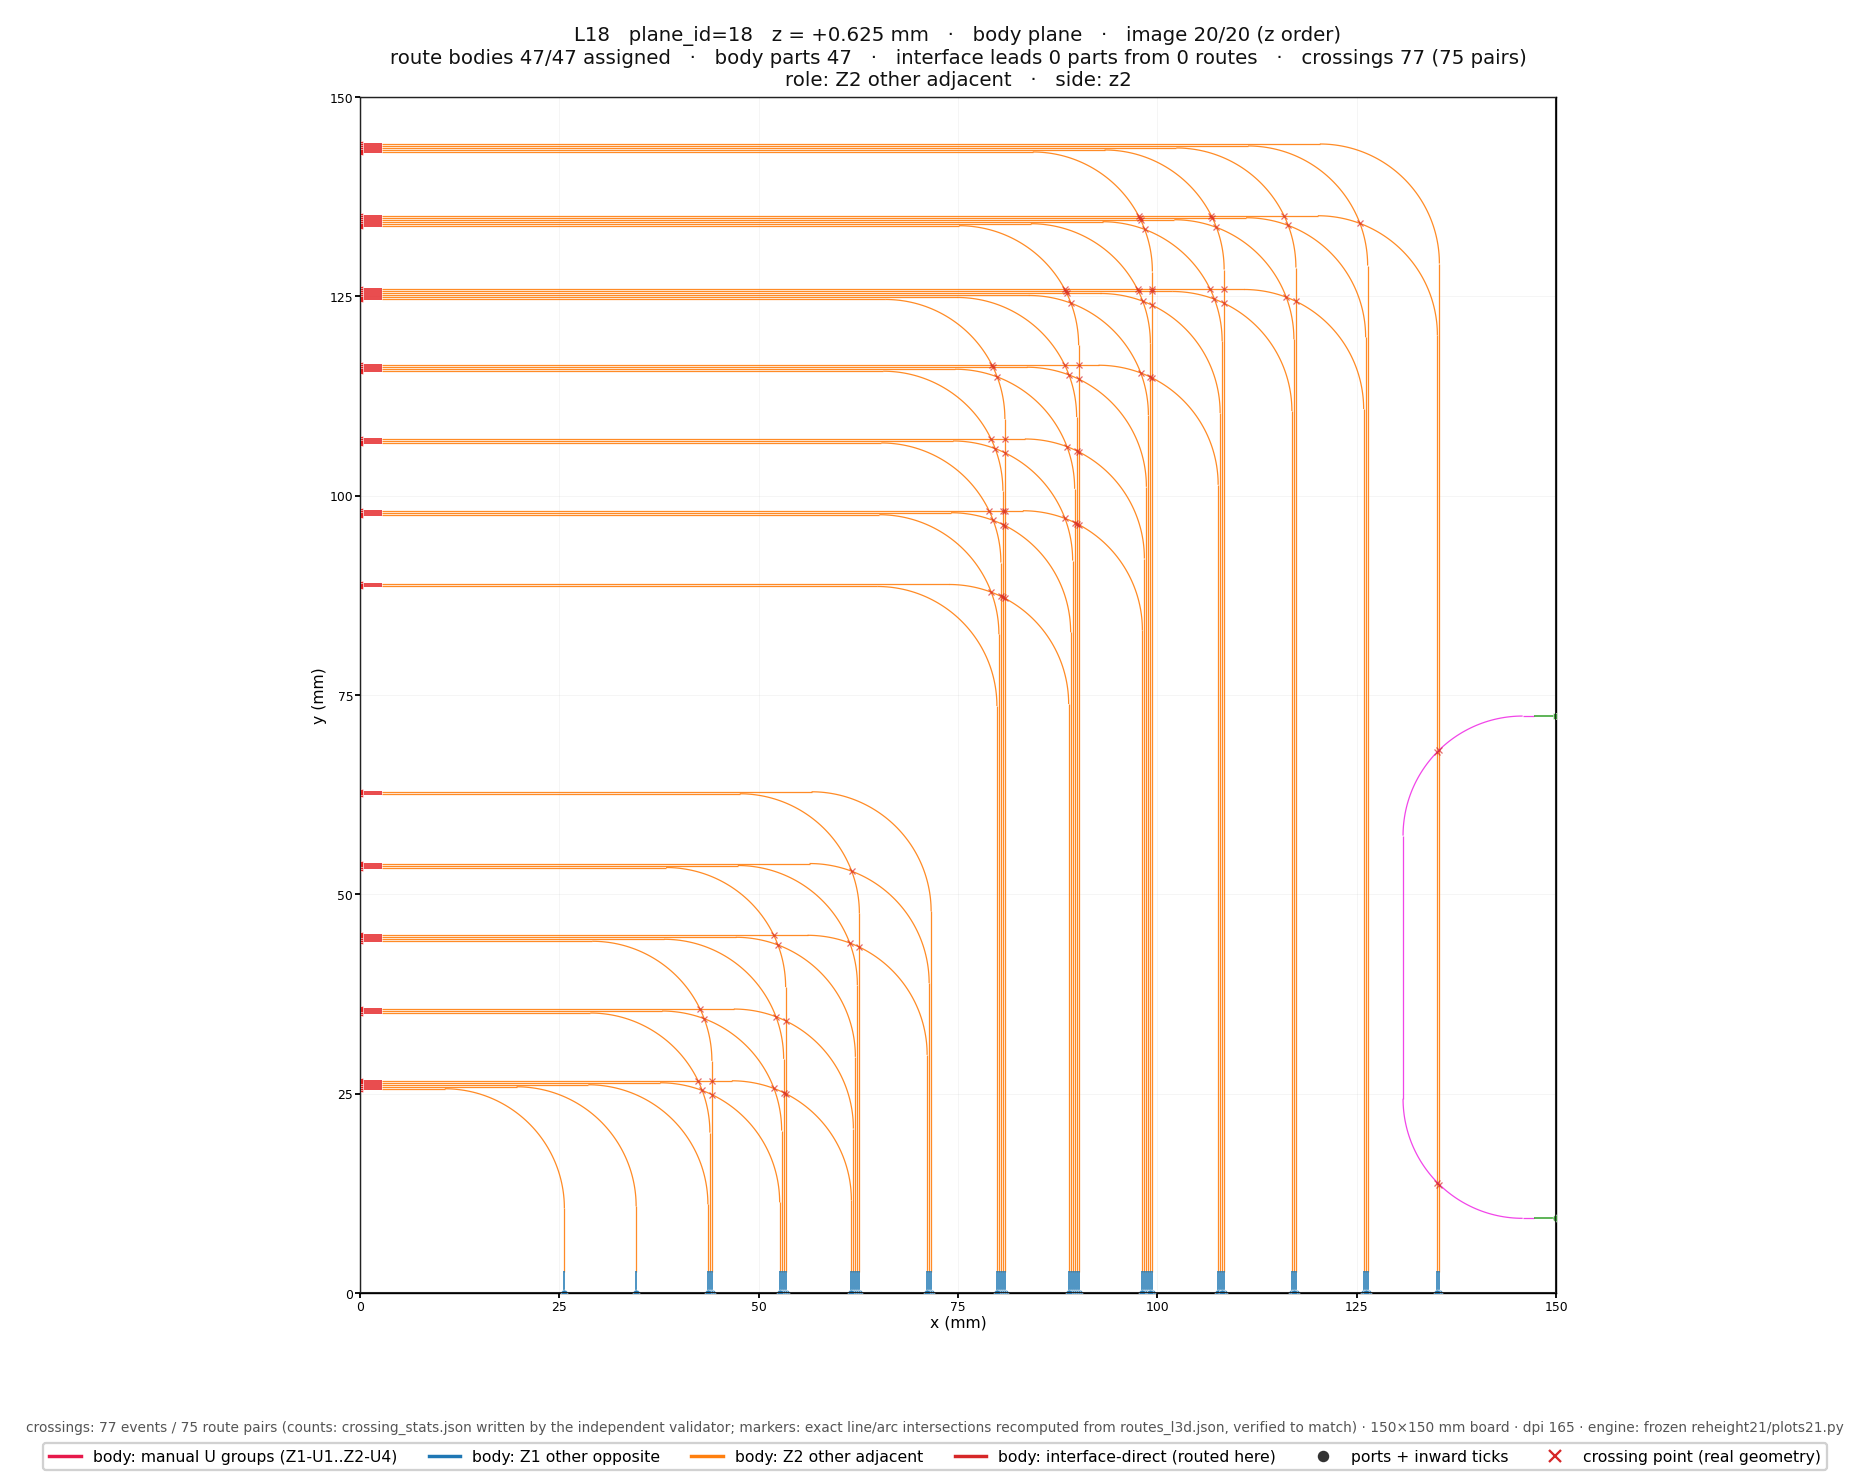 L18   plane_id=18   z = +0.625 mm   ·   body plane   ·   image 20/20 (z order)
route bodies 47/47 assigned   ·   body parts 47   ·   interface leads 0 parts from 0 routes   ·   crossings 77 (75 pairs)
role: Z2 other adjacent   ·   side: z2
150
125
100
75
50
25
0
y (mm)
0 25 50 75 100 125 150
x (mm)
crossings: 77 events / 75 route pairs (counts: crossing_stats.json written by the independent validator; markers: exact line/arc intersections recomputed from routes_l3d.json, verified to match) · 150×150 mm board · dpi 165 · engine: frozen reheight21/plots21.py
body: manual U groups (Z1-U1..Z2-U4) body: Z1 other opposite body: Z2 other adjacent body: interface-direct (routed here) ports + inward ticks crossing point (real geometry)